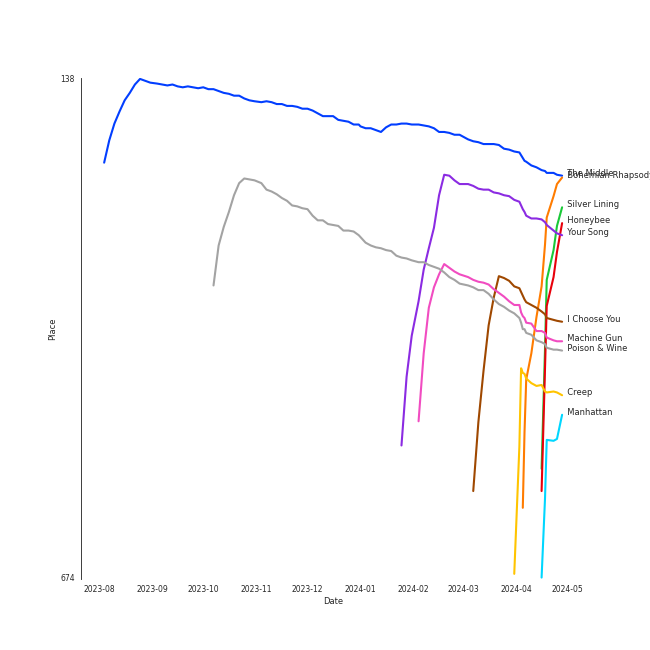 138
The Middle
Bohemian Rhapsody
Silver Lining
Honeybee
Your Song
Place
I Choose You
Machine Gun
Poison & Wine
Creep
Manhattan
674
2023-08 2023-09 2023-10 2023-11 2023-12 2024-01 2024-02 2024-03 2024-04 2024-05
Date